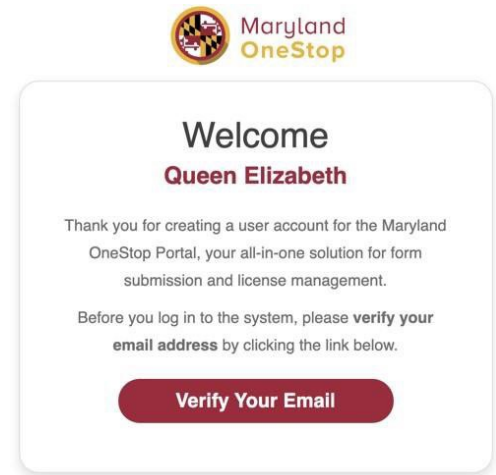 Maryland
OneStop
Welcome
Queen Elizabeth
Thank you for creating a user account for the Maryland
OneStop Portal, your all-in-one solution for form
submission and license management.
Before you log in to the system, please verify your
email address by clicking the link below.
Verify Your Email